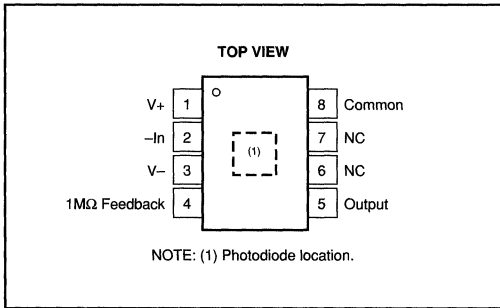 TOP VIEW
V+ 1 8 Common
–In 2 7 NC
(1)
V– 3 6 NC
1MΩ Feedback 4 5 Output
NOTE: (1) Photodiode location.